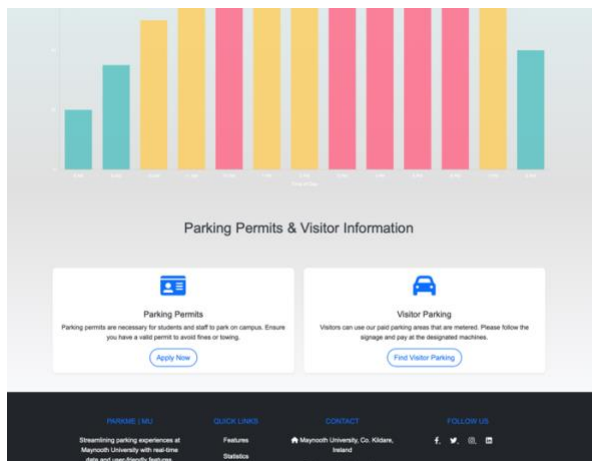 Time of Day
Parking Permits & Visitor Information
Parking Permits
Parking permits are necessary for students and staff to park on campus. Ensure
you have a valid permit to avoid fines or towing.
Apply Now
Visitor Parking
Visitors can use our paid parking areas that are metered. Please follow the
signage and pay at the designated machines.
Find Visitor Parking
PARKME | MU
Streamlining parking experiences at
Maynooth University with real-time
data and user-friendly features
QUICK LINKS
Features
Statistics
CONTACT
Maynooth University, Co. Kildare,
Ireland
FOLLOW US